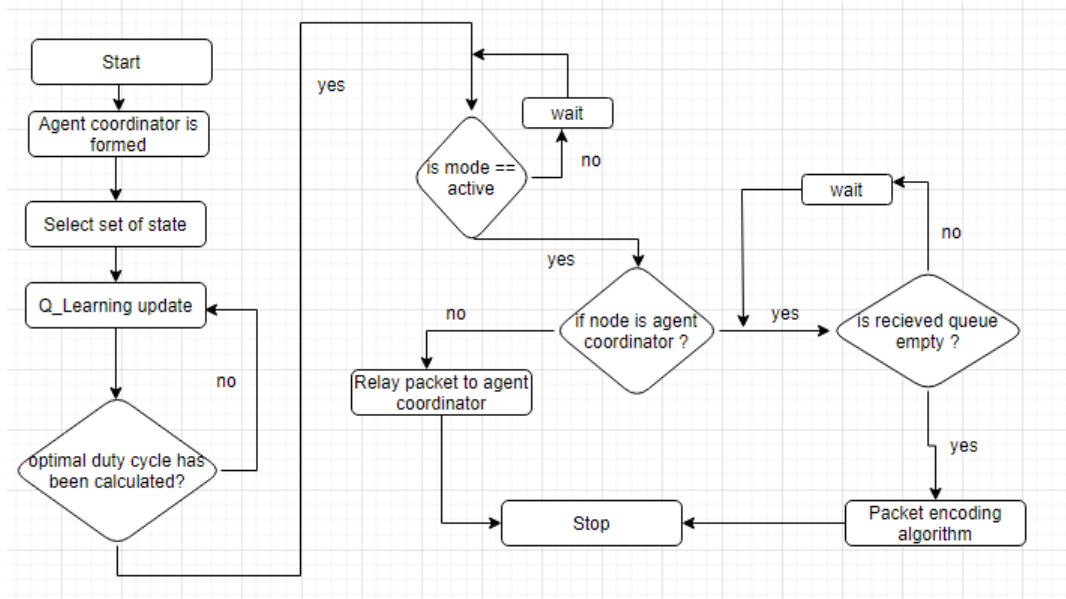 Start
Agent coordinator is
formed
Select set of state
Q_Learning update
no
optimal duty cycle has
been calculated?
yes
wait
no
is mode ==
active
yes
if node is agent
coordinator ?
no
Relay packet to agent
coordinator
yes
wait
no
is recieved queue
empty ?
yes
Packet encoding
algorithm
Stop